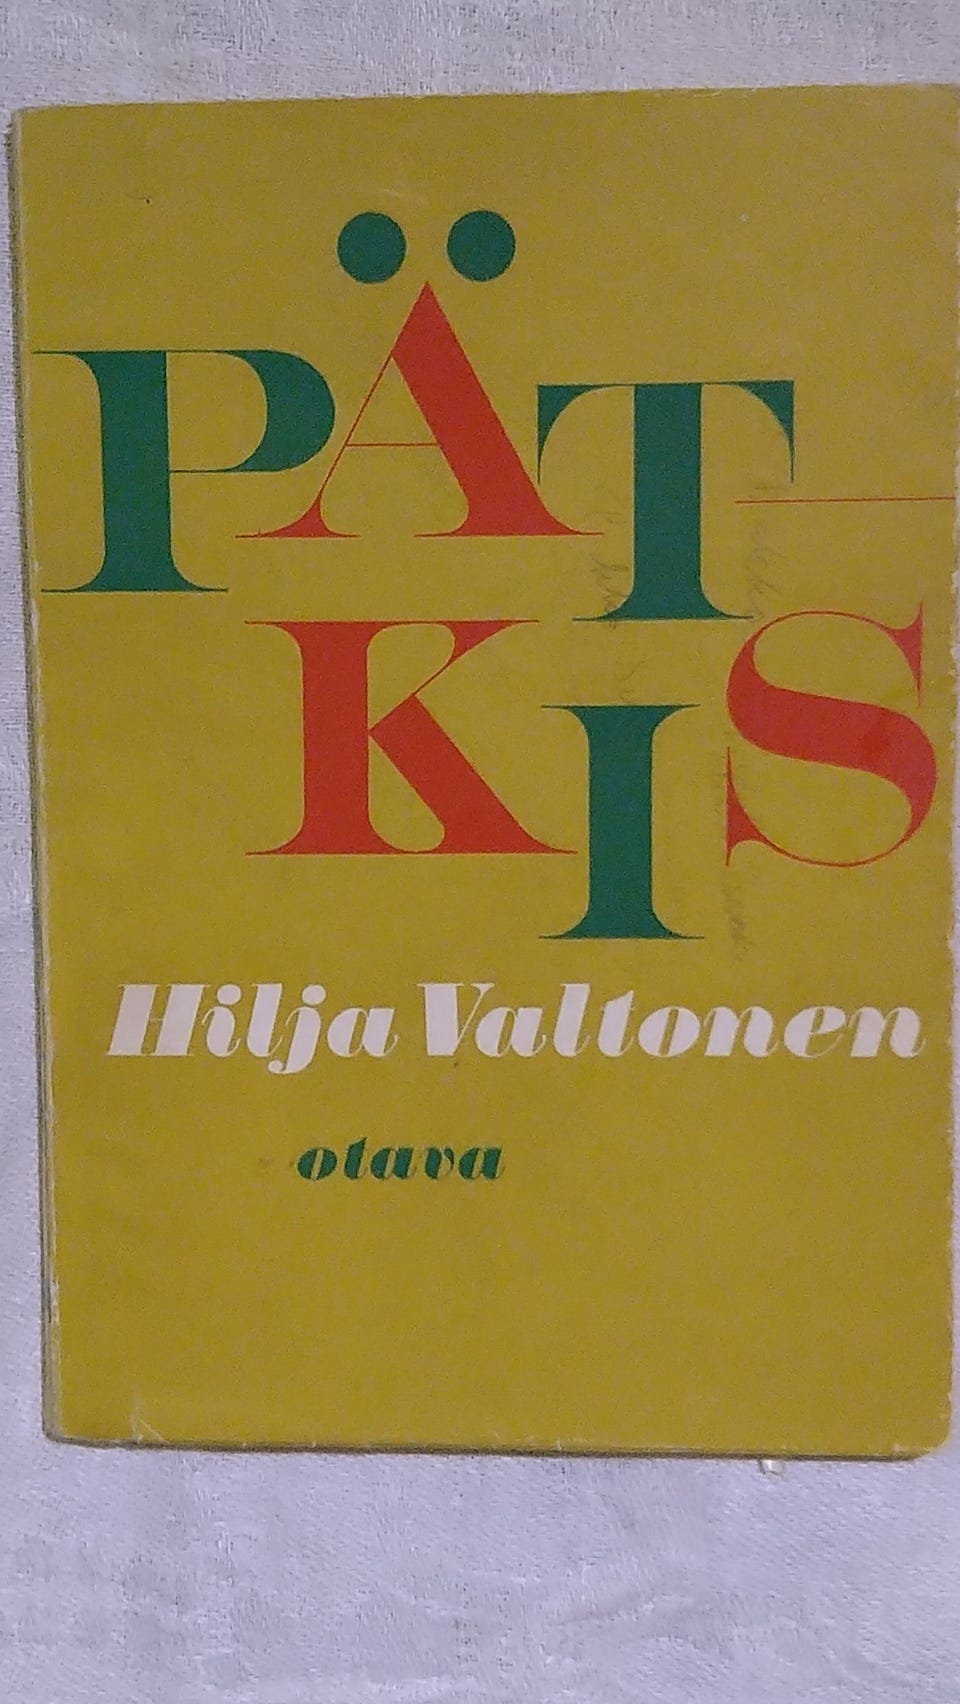 PÄT-
KIS
Hilja Valtonen
otava